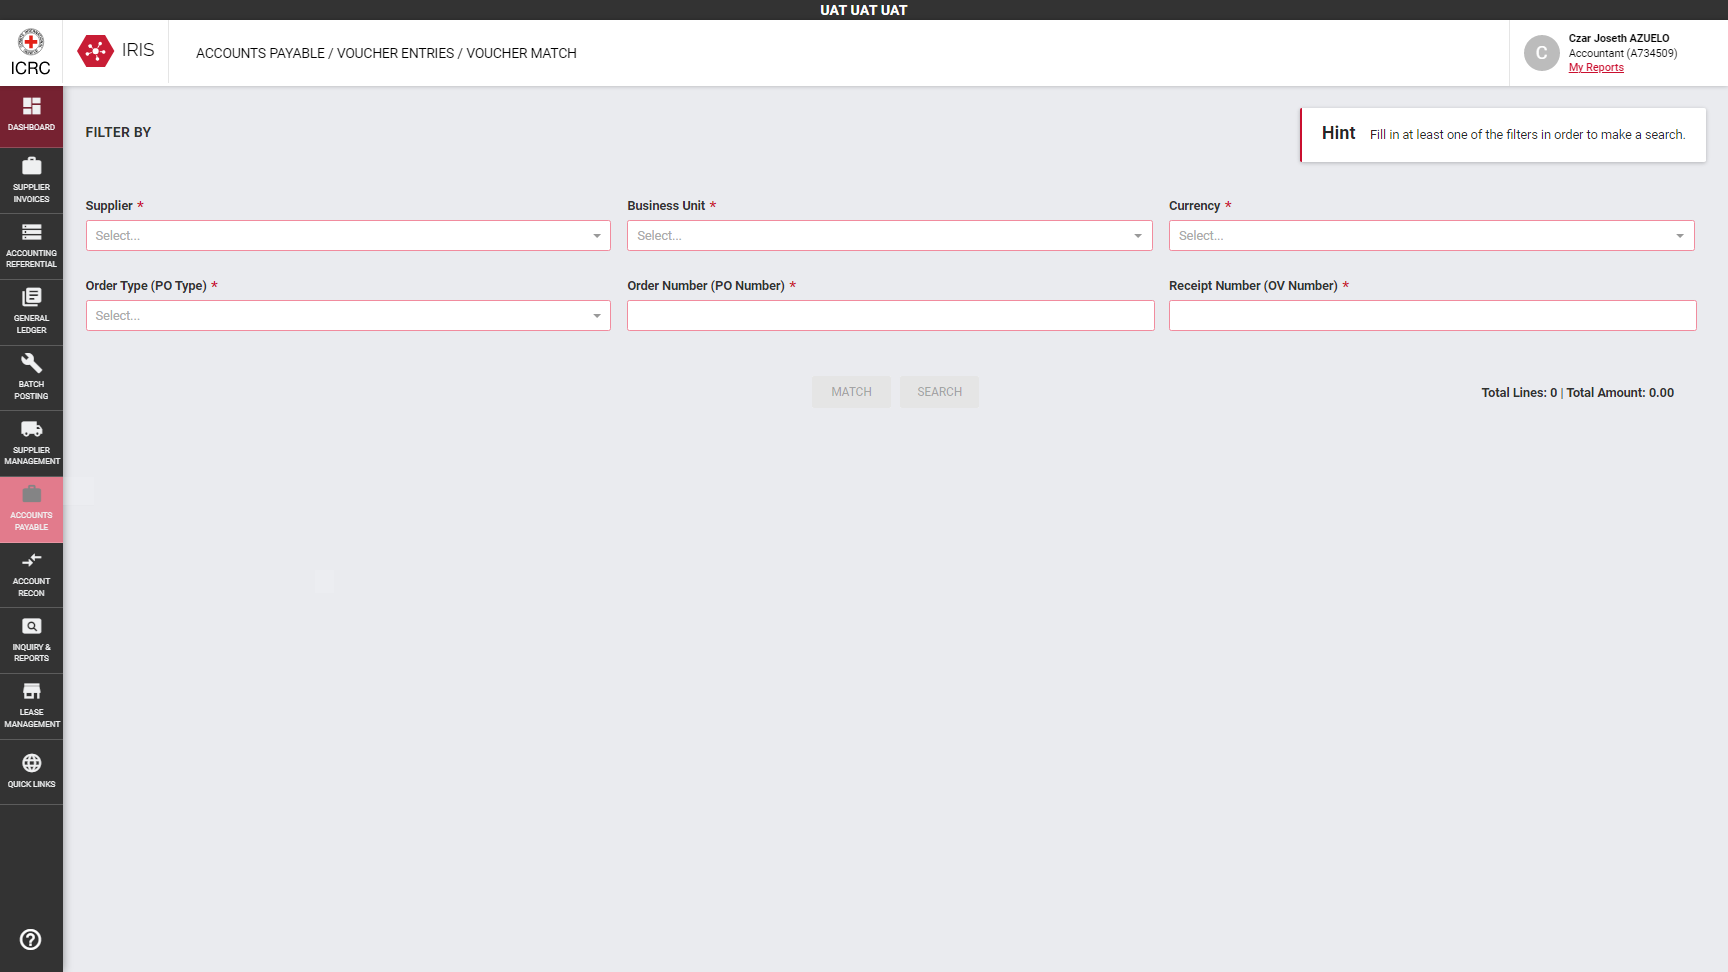 UAT UAT UAT
ICRC
IRIS
ACCOUNTS PAYABLE / VOUCHER ENTRIES / VOUCHER MATCH
C
Czar Joseth AZUELO
Accountant (A734509)
My Reports
DASHBOARD
SUPPLIER
INVOICES
ACCOUNTING
REFERENTIAL
GENERAL
LEDGER
BATCH
POSTING
SUPPLIER
MANAGEMENT
ACCOUNTS
PAYABLE
ACCOUNT
RECON
INQUIRY &
REPORTS
LEASE
MANAGEMENT
QUICK LINKS
FILTER BY
Hint Fill in at least one of the filters in order to make a search.
Supplier *
Select...
Business Unit *
Select...
Currency *
Select...
Order Type (PO Type) *
Select...
Order Number (PO Number) *
Receipt Number (OV Number) *
MATCH
SEARCH
Total Lines: 0 | Total Amount: 0.00